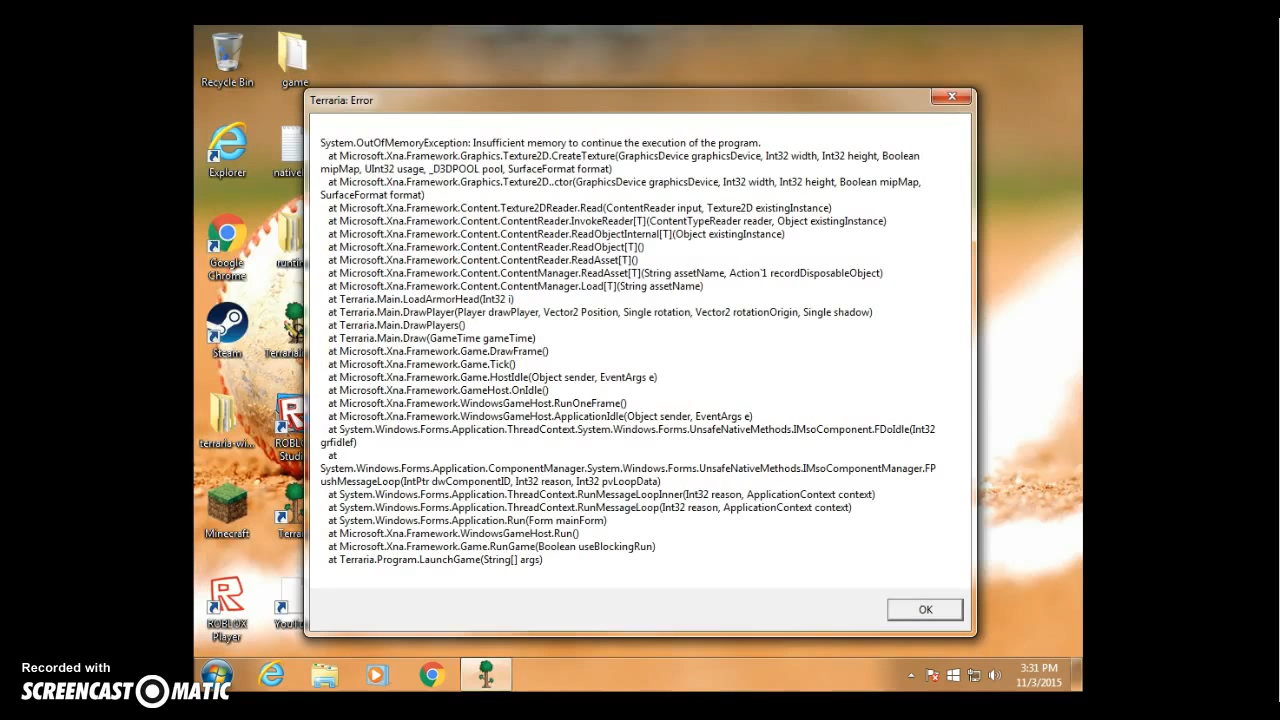 Recycle Bin
game
Explorer
Google
Chrome
Steam
Minecraft
ROBLOX
Player
Studi
Terraria: Error
System.OutOfMemoryException: Insufficient memory to continue the execution of the program.
at Microsoft.Xna.Framework.Graphics.Texture2D.CreateTexture(GraphicsDevice graphicsDevice, Int32 width, Int32 height, Boolean
mipMap, UInt32 usage, _D3DPOOL pool, SurfaceFormat format)
at Microsoft.Xna.Framework.Graphics.Texture2D..ctor(GraphicsDevice graphicsDevice, Int32 width, Int32 height, Boolean mipMap,
SurfaceFormat format)
at Microsoft.Xna.Framework.Content.Texture2DReader.Read(ContentReader input, Texture2D existingInstance)
at Microsoft.Xna.Framework.Content.ContentReader.InvokeReader[T](ContentTypeReader reader, Object existingInstance)
at Microsoft.Xna.Framework.Content.ContentReader.ReadObjectInternal[T](Object existingInstance)
at Microsoft.Xna.Framework.Content.ContentReader.ReadObject[T]()
at Microsoft.Xna.Framework.Content.ContentReader.ReadAsset[T]()
at Microsoft.Xna.Framework.Content.ContentManager.ReadAsset[T](String assetName, Action`1 recordDisposableObject)
at Microsoft.Xna.Framework.Content.ContentManager.Load[T](String assetName)
at Terraria.Main.LoadArmorHead(Int32 i)
at Terraria.Main.DrawPlayer(Player drawPlayer, Vector2 Position, Single rotation, Vector2 rotationOrigin, Single shadow)
at Terraria.Main.DrawPlayers()
at Terraria.Main.Draw(GameTime gameTime)
at Microsoft.Xna.Framework.Game.DrawFrame()
at Microsoft.Xna.Framework.Game.Tick()
at Microsoft.Xna.Framework.Game.HostIdle(Object sender, EventArgs e)
at Microsoft.Xna.Framework.GameHost.OnIdle()
at Microsoft.Xna.Framework.WindowsGameHost.RunOneFrame()
at Microsoft.Xna.Framework.WindowsGameHost.ApplicationIdle(Object sender, EventArgs e)
at System.Windows.Forms.Application.ThreadContext.System.Windows.Forms.UnsafeNativeMethods.IMsoComponent.FDoIdle(Int32
grfidlef)
at
System.Windows.Forms.Application.ComponentManager.System.Windows.Forms.UnsafeNativeMethods.IMsoComponentManager.FP
ushMessageLoop(IntPtr dwComponentID, Int32 reason, Int32 pvLoopData)
at System.Windows.Forms.Application.ThreadContext.RunMessageLoopInner(Int32 reason, ApplicationContext context)
at System.Windows.Forms.Application.ThreadContext.RunMessageLoop(Int32 reason, ApplicationContext context)
at System.Windows.Forms.Application.Run(Form mainForm)
at Microsoft.Xna.Framework.WindowsGameHost.Run()
at Microsoft.Xna.Framework.Game.RunGame(Boolean useBlockingRun)
at Terraria.Program.LaunchGame(String[] args)
OK
3:31 PM
11/3/2015
Recorded with
SCREENCAST MATIC